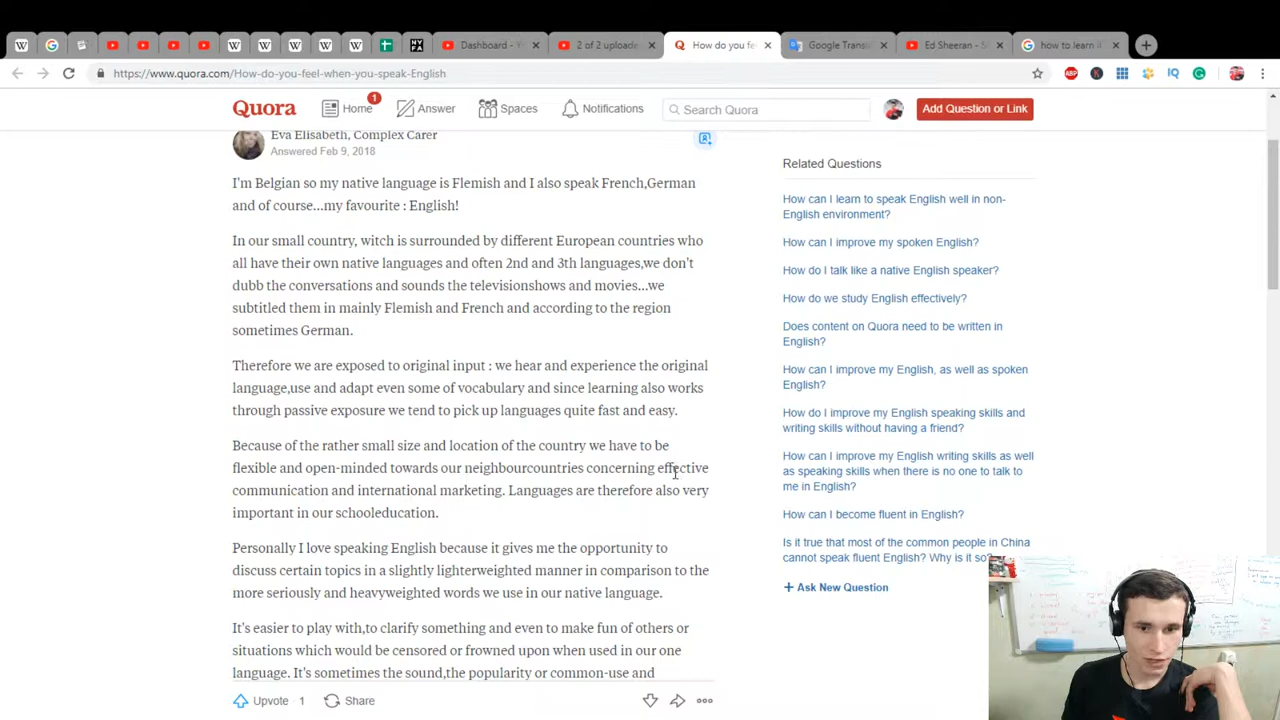 Dashboard - Y
2 of 2 uploade
How do you fe
Google Trans
Ed Sheeran - S
how to learn i
https://www.quora.com/How-do-you-feel-when-you-speak-English
Quora
Home
1
Answer
Spaces
Notifications
Search Quora
Add Question or Link
Eva Elisabeth, Complex Carer
Answered Feb 9, 2018
I'm Belgian so my native language is Flemish and I also speak French,German
and of course...my favourite : English!
In our small country, witch is surrounded by different European countries who
all have their own native languages and often 2nd and 3th languages,we don't
dubb the conversations and sounds the televisionshows and movies...we
subtitled them in mainly Flemish and French and according to the region
sometimes German.
Therefore we are exposed to original input : we hear and experience the original
language,use and adapt even some of vocabulary and since learning also works
through passive exposure we tend to pick up languages quite fast and easy.
Because of the rather small size and location of the country we have to be
flexible and open-minded towards our neighbourcountries concerning effective
communication and international marketing. Languages are therefore also very
important in our schooleducation.
Personally I love speaking English because it gives me the opportunity to
discuss certain topics in a slightly lighterweighted manner in comparison to the
more seriously and heavyweighted words we use in our native language.
It's easier to play with,to clarify something and even to make fun of others or
situations which would be censored or frowned upon when used in our one
language. It's sometimes the sound,the popularity or common-use and
Upvote · 1
Share
Related Questions
How can I learn to speak English well in non-
English environment?
How can I improve my spoken English?
How do I talk like a native English speaker?
How do we study English effectively?
Does content on Quora need to be written in
English?
How can I improve my English, as well as spoken
English?
How do I improve my English speaking skills and
writing skills without having a friend?
How can I improve my English writing skills as well
as speaking skills when there is no one to talk to
me in English?
How can I become fluent in English?
Is it true that most of the common people in China
cannot speak fluent English? Why is it so?
Ask New Question